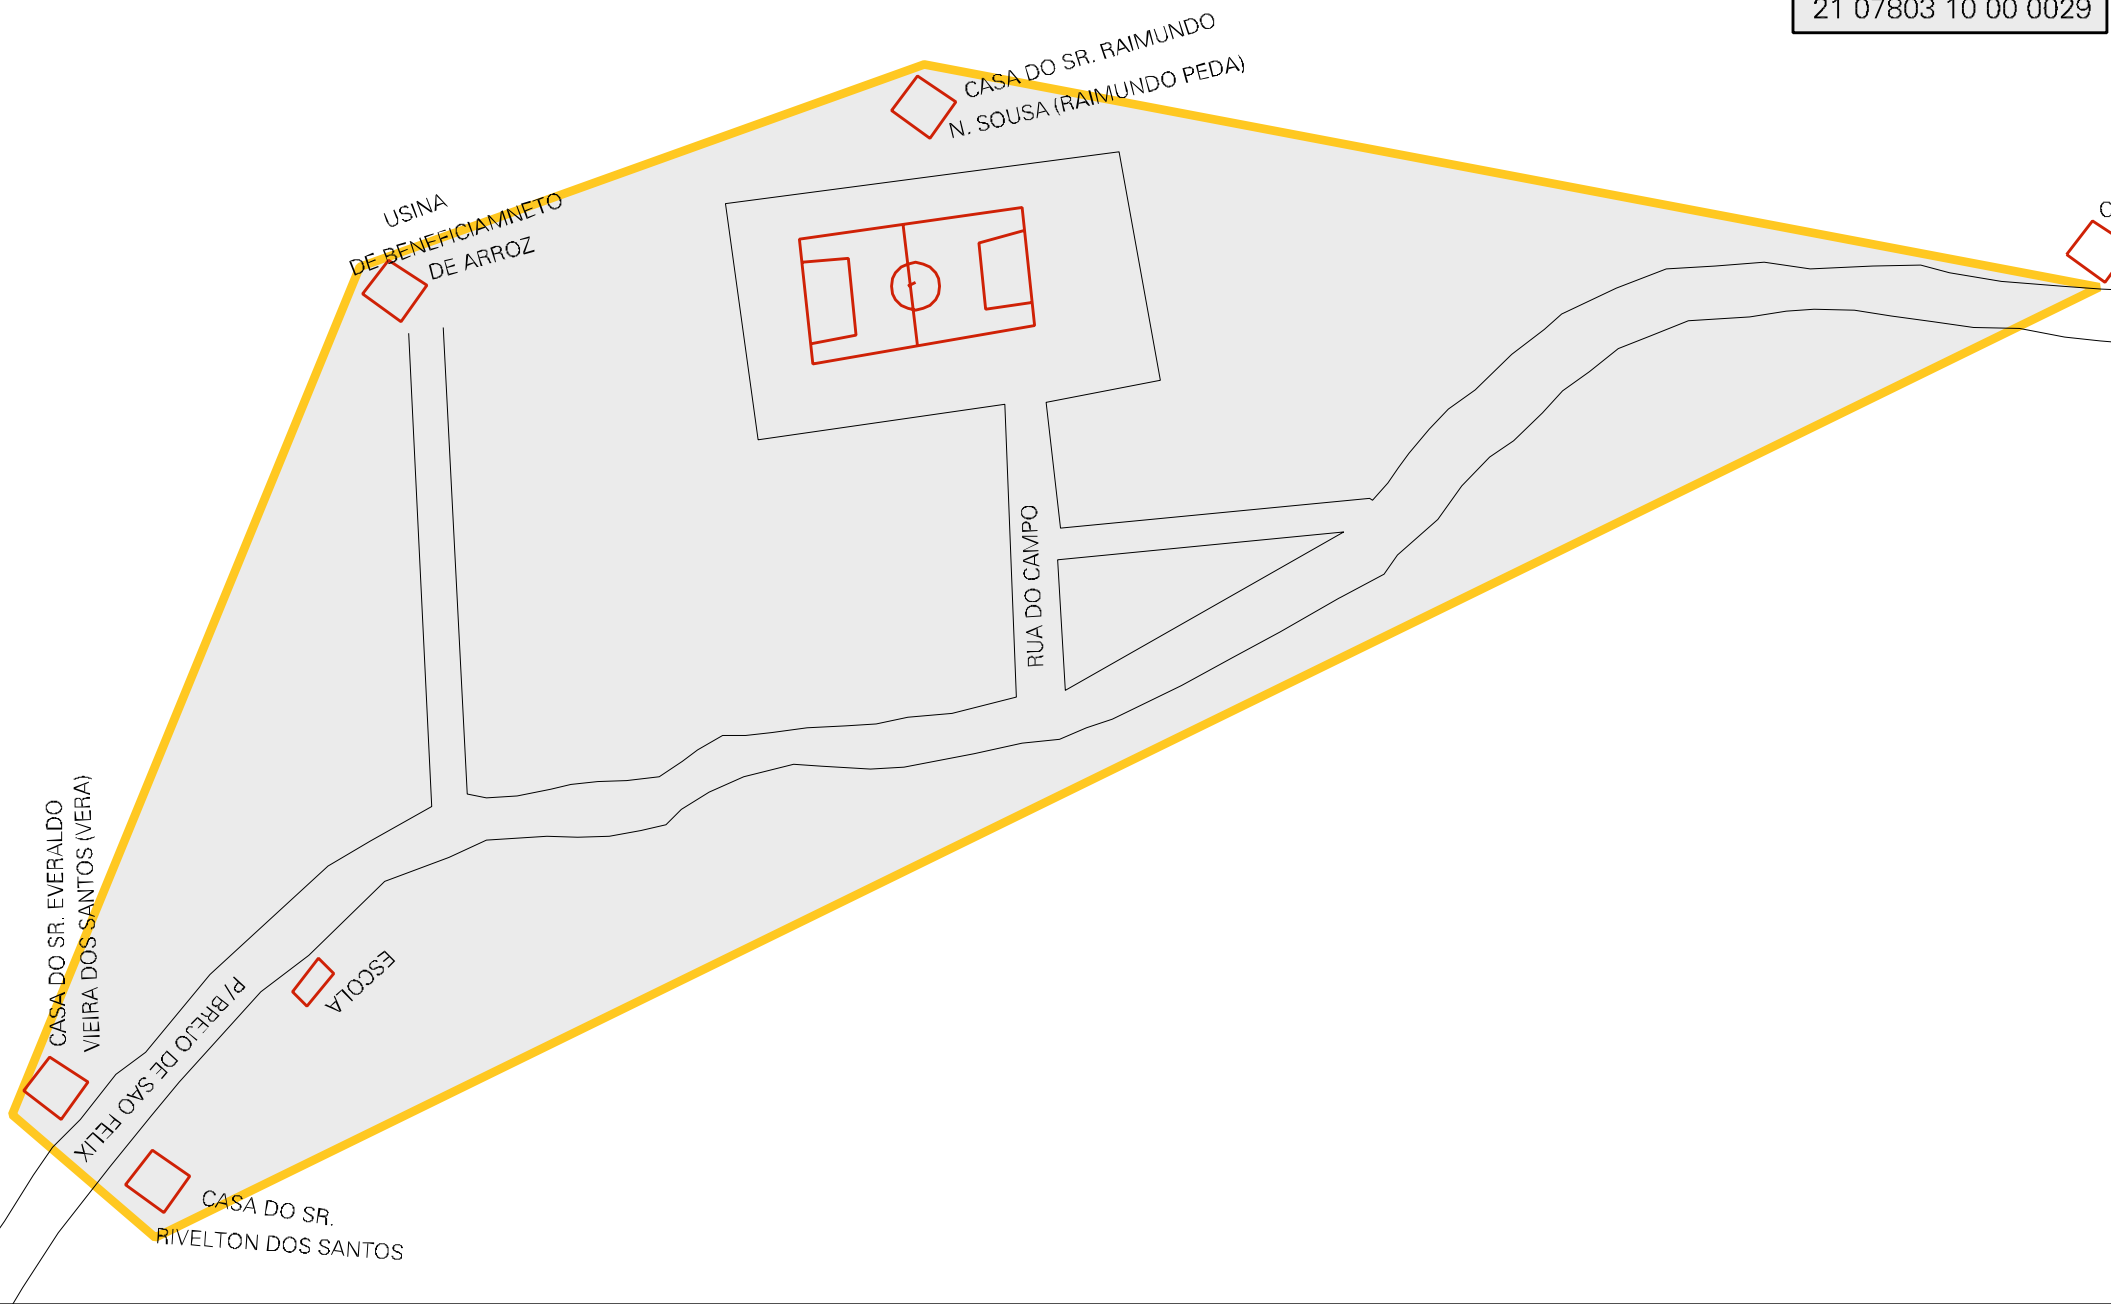 21 07803 10 00 0029
CASA DO SR. RAIMUNDO
N. SOUSA (RAIMUNDO PEDA)
USINA
DE BENEFICIAMNETO
DE ARROZ
RUA DO CAMPO
CASA DO SR. EVERALDO
VIEIRA DOS SANTOS (VERA)
ESCOLA
P/ BREJO DE SAO FELIX
CASA DO SR.
RIVELTON DOS SANTOS